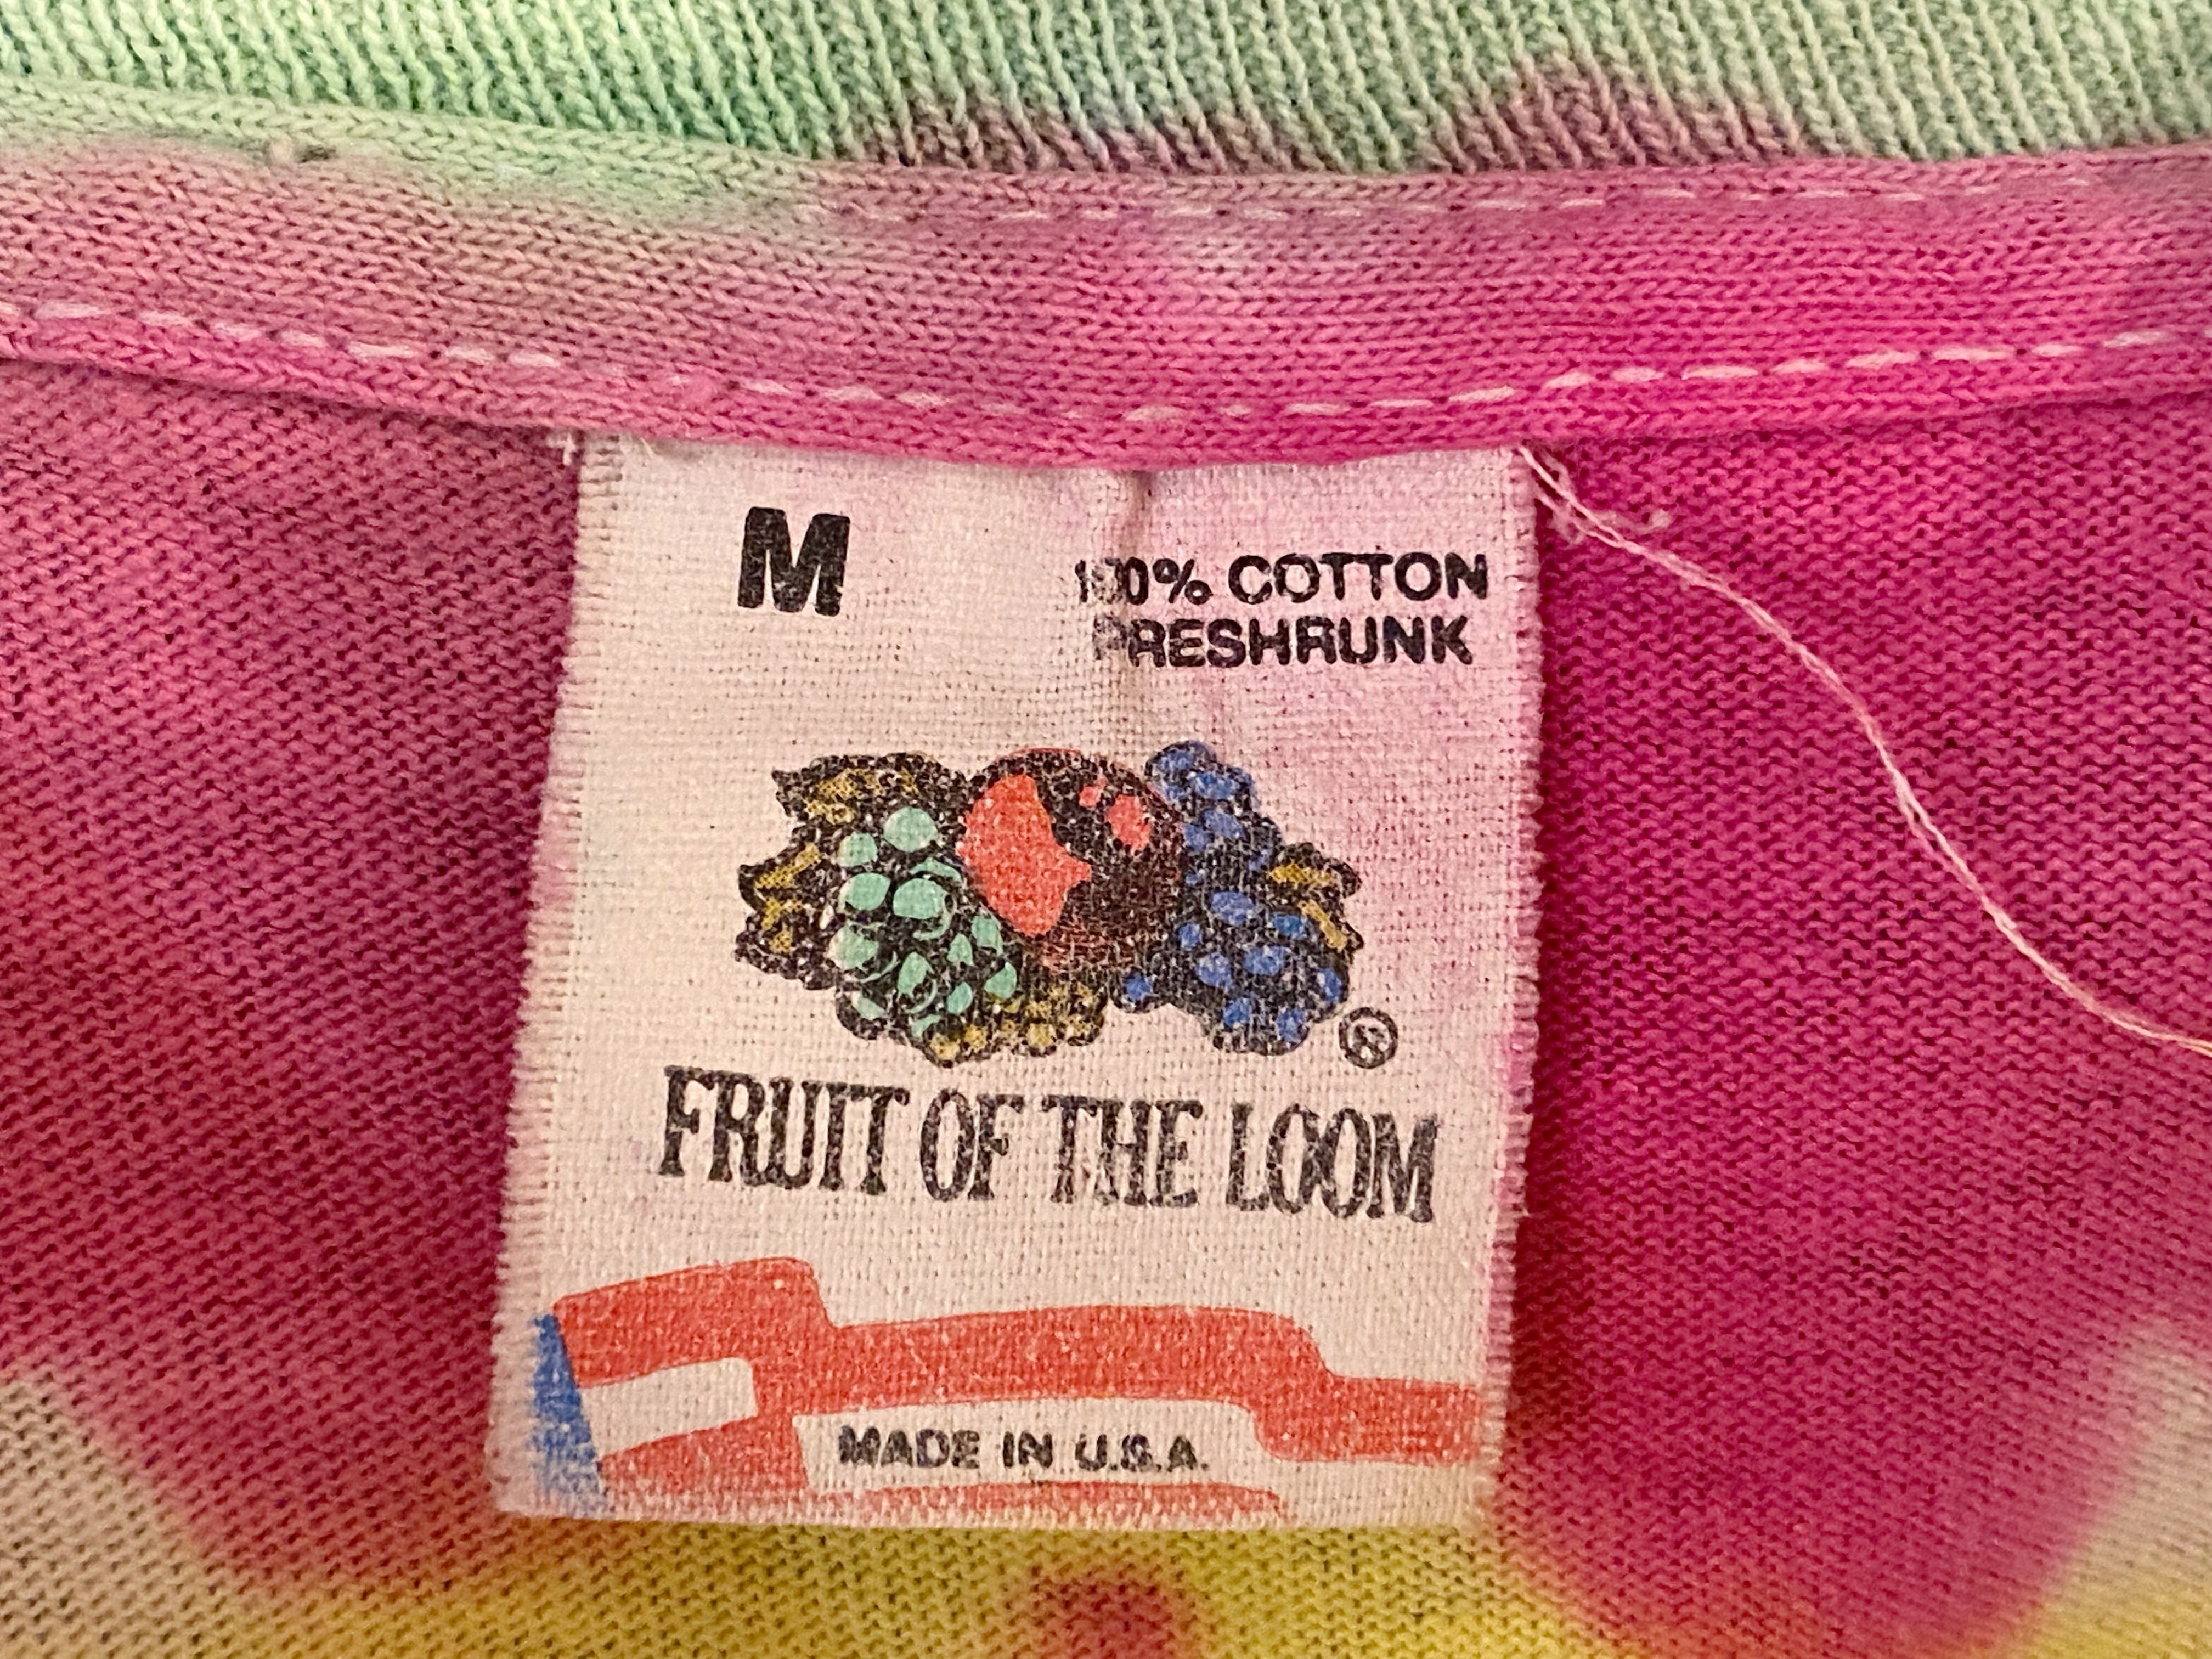 M
100% COTTON
PRESHRUNK
®
FRUIT OF THE LOOM
MADE IN U.S.A.